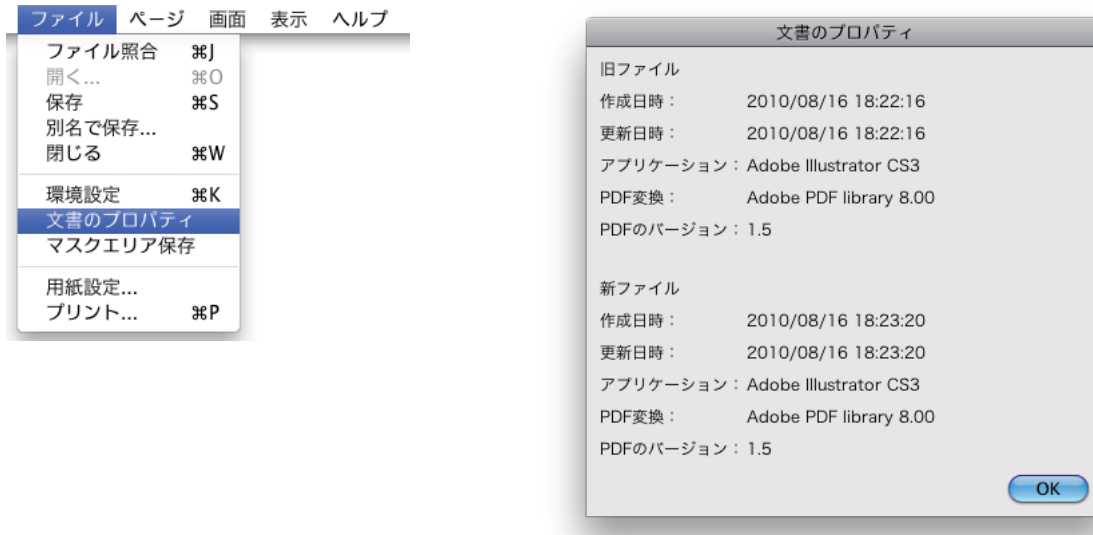 ファイル ページ 画面 表示 ヘルプ
ファイル照合 ⌘J
開く... ⌘O
保存 ⌘S
別名で保存...
閉じる ⌘W
環境設定 ⌘K
文書のプロパティ
マスクエリア保存
用紙設定...
プリント... ⌘P
文書のプロパティ
旧ファイル
作成日時： 2010/08/16 18:22:16
更新日時： 2010/08/16 18:22:16
アプリケーション： Adobe Illustrator CS3
PDF変換： Adobe PDF library 8.00
PDFのバージョン： 1.5
新ファイル
作成日時： 2010/08/16 18:23:20
更新日時： 2010/08/16 18:23:20
アプリケーション： Adobe Illustrator CS3
PDF変換： Adobe PDF library 8.00
PDFのバージョン： 1.5
OK